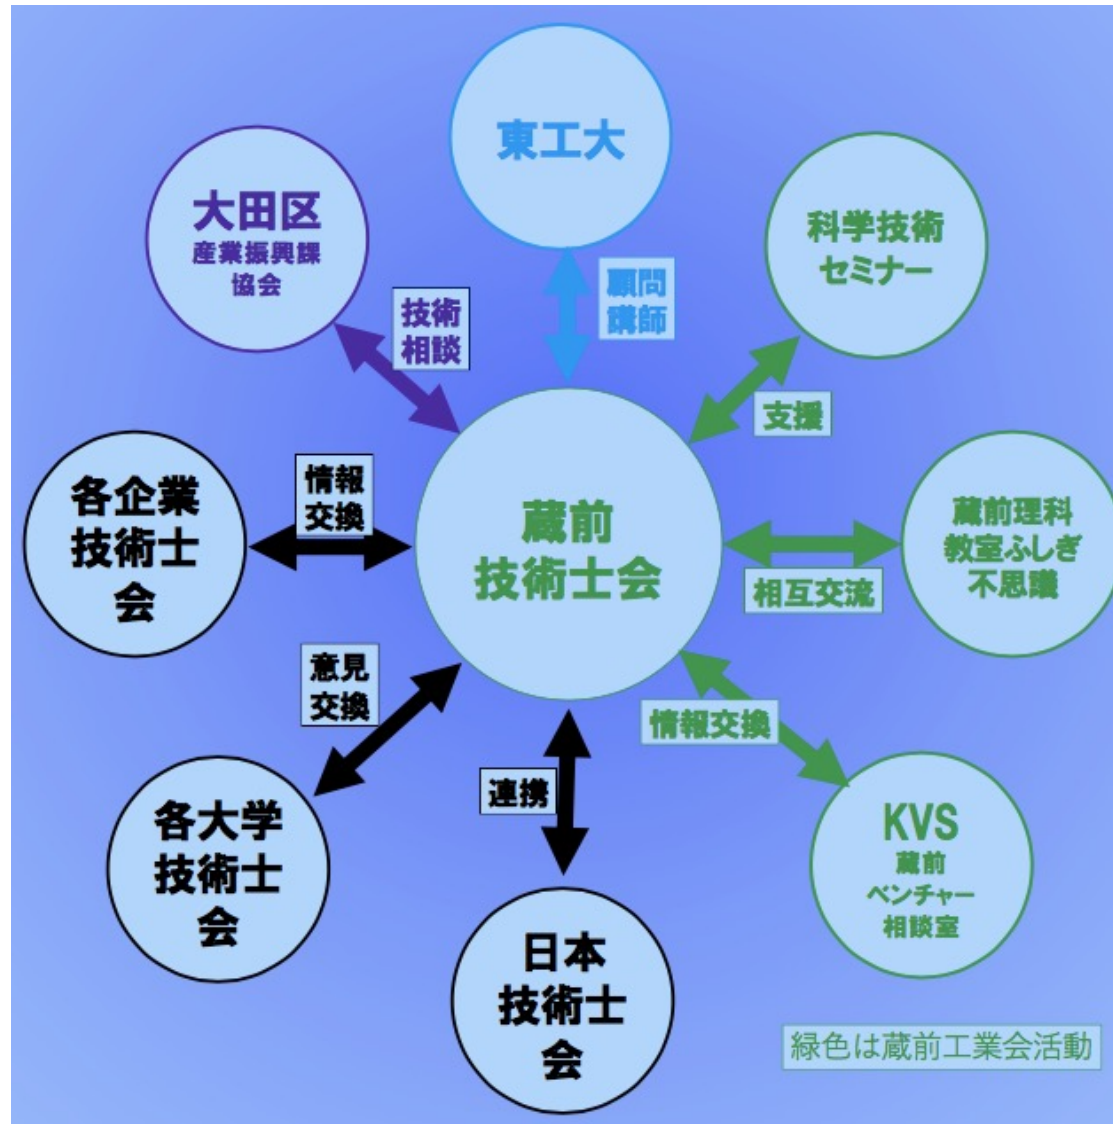 東工大
大田区
産業振興課
協会
科学技術
セミナー
技術
相談
顧問
講師
支援
各企業
技術士
会
情報
交換
蔵前
技術士会
蔵前理科
教室ふしぎ
不思議
相互交流
意見
交換
情報交換
連携
各大学
技術士
会
KVS
蔵前
ベンチャー
相談室
日本
技術士
会
緑色は蔵前工業会活動